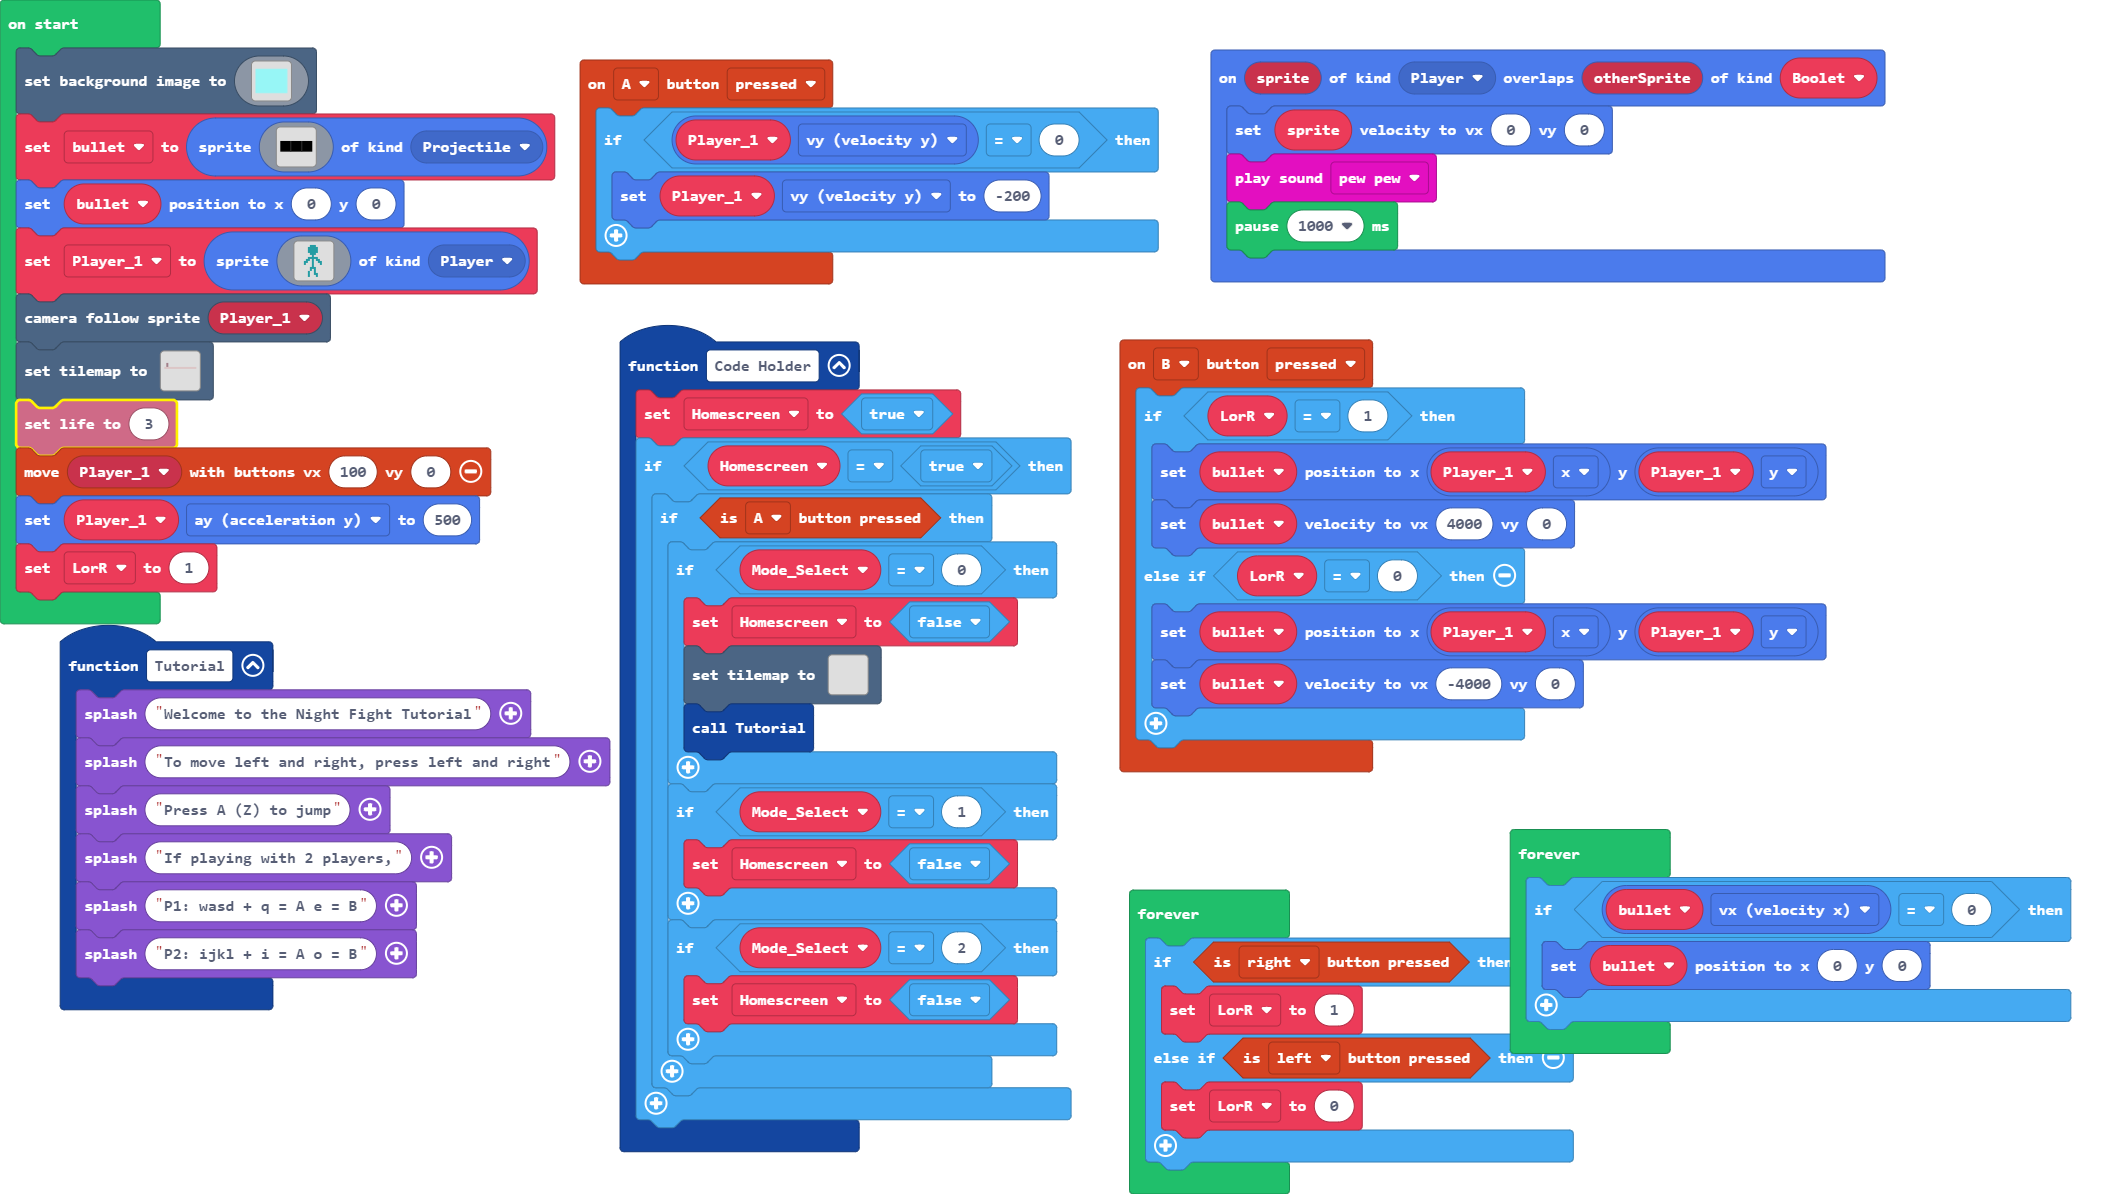 on start
set background image to
set bullet to sprite of kind Projectile
set bullet position to x 0 y 0
set Player_1 to sprite of kind Player
camera follow sprite Player_1
set tilemap to
set life to 3
move Player_1 with buttons vx 100 vy 0
set Player_1 ay (acceleration y) to 500
set LorR to 1
function Tutorial
splash "Welcome to the Night Fight Tutorial"
splash "To move left and right, press left and right"
splash "Press A (Z) to jump"
splash "If playing with 2 players,"
splash "P1: wasd + q = A e = B"
splash "P2: ijkl + i = A o = B"
on A button pressed
if Player_1 vy (velocity y) = 0 then
set Player_1 vy (velocity y) to -200
function Code Holder
set Homescreen to true
if Homescreen = true then
if is A button pressed then
if Mode_Select = 0 then
set Homescreen to false
set tilemap to
call Tutorial
if Mode_Select = 1 then
set Homescreen to false
if Mode_Select = 2 then
set Homescreen to false
on sprite of kind Player overlaps otherSprite of kind Boolet
set sprite velocity to vx 0 vy 0
play sound pew pew
pause 1000 ms
on B button pressed
if LorR = 1 then
set bullet position to x Player_1 x y Player_1 y
set bullet velocity to vx 4000 vy 0
else if LorR = 0 then
set bullet position to x Player_1 x y Player_1 y
set bullet velocity to vx -4000 vy 0
forever
if is right button pressed then
set LorR to 1
else if is left button pressed then
set LorR to 0
forever
if bullet vx (velocity x) = 0 then
set bullet position to x 0 y 0